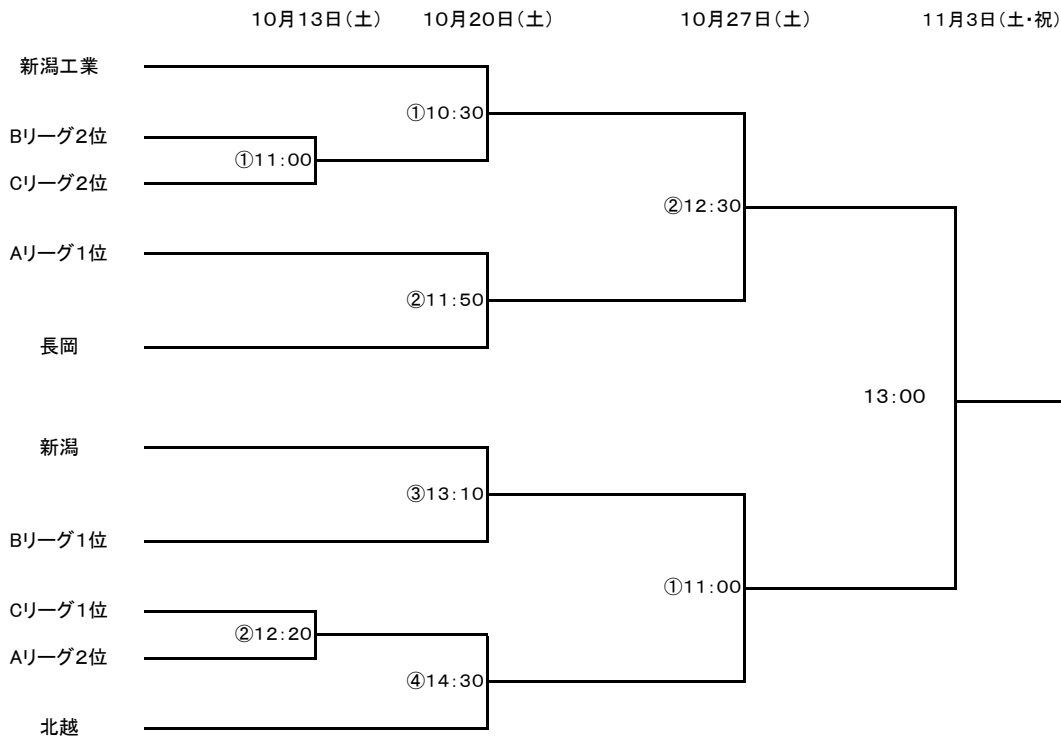 10月13日(土) 10月20日(土) 10月27日(土) 11月3日(土・祝)
新潟工業
①10:30
Bリーグ2位
①11:00
Cリーグ2位
②12:30
Aリーグ1位
②11:50
長岡
13:00
新潟
③13:10
Bリーグ1位
①11:00
Cリーグ1位
②12:20
Aリーグ2位
④14:30
北越